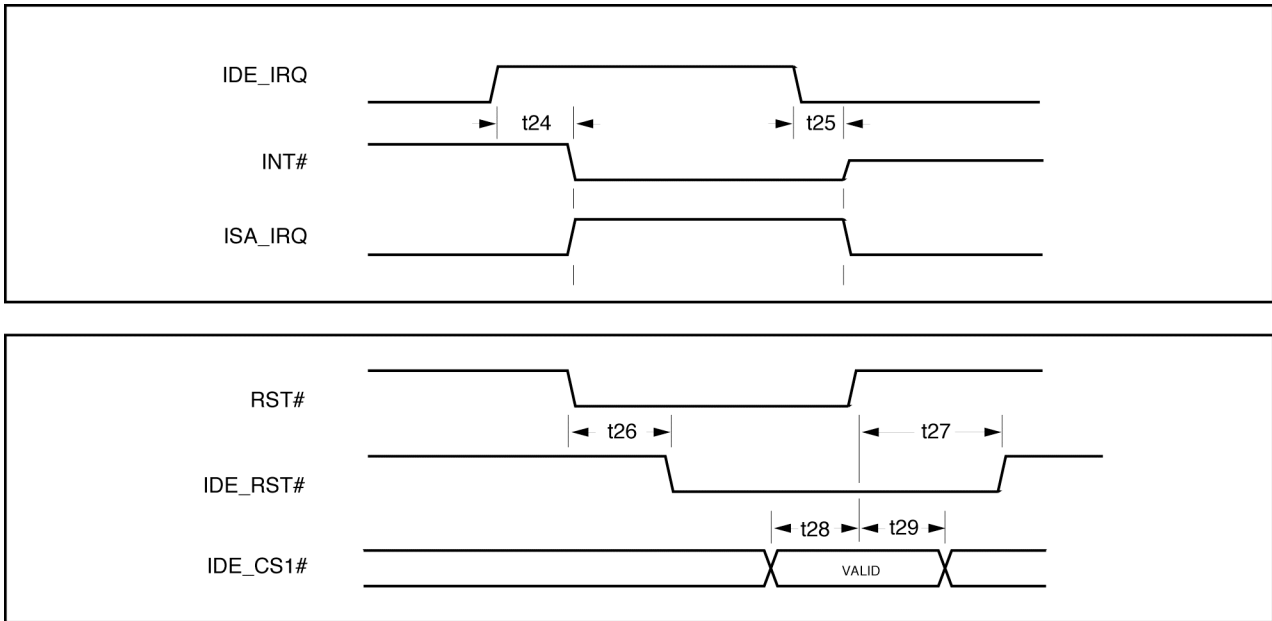 IDE_IRQ
t24
t25
INT#
ISA_IRQ
RST#
t26
t27
IDE_RST#
t28
t29
IDE_CS1#
VALID